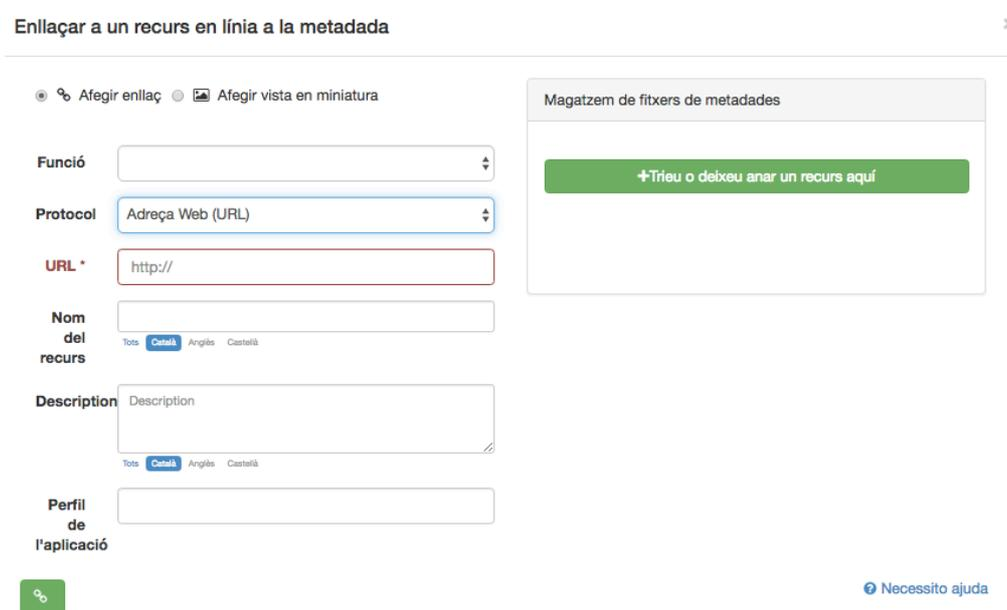 Enllaçar a un recurs en línia a la metadada
Afegir enllaç Afegir vista en miniatura
Magatzem de fitxers de metadades
+Trieu o deixeu anar un recurs aquí
Funció
Protocol Adreça Web (URL)
URL * http://
Nom
del
recurs
Tots Català Anglès Castellà
Description Description
Tots Català Anglès Castellà
Perfil
de
l'aplicació
Necessito ajuda